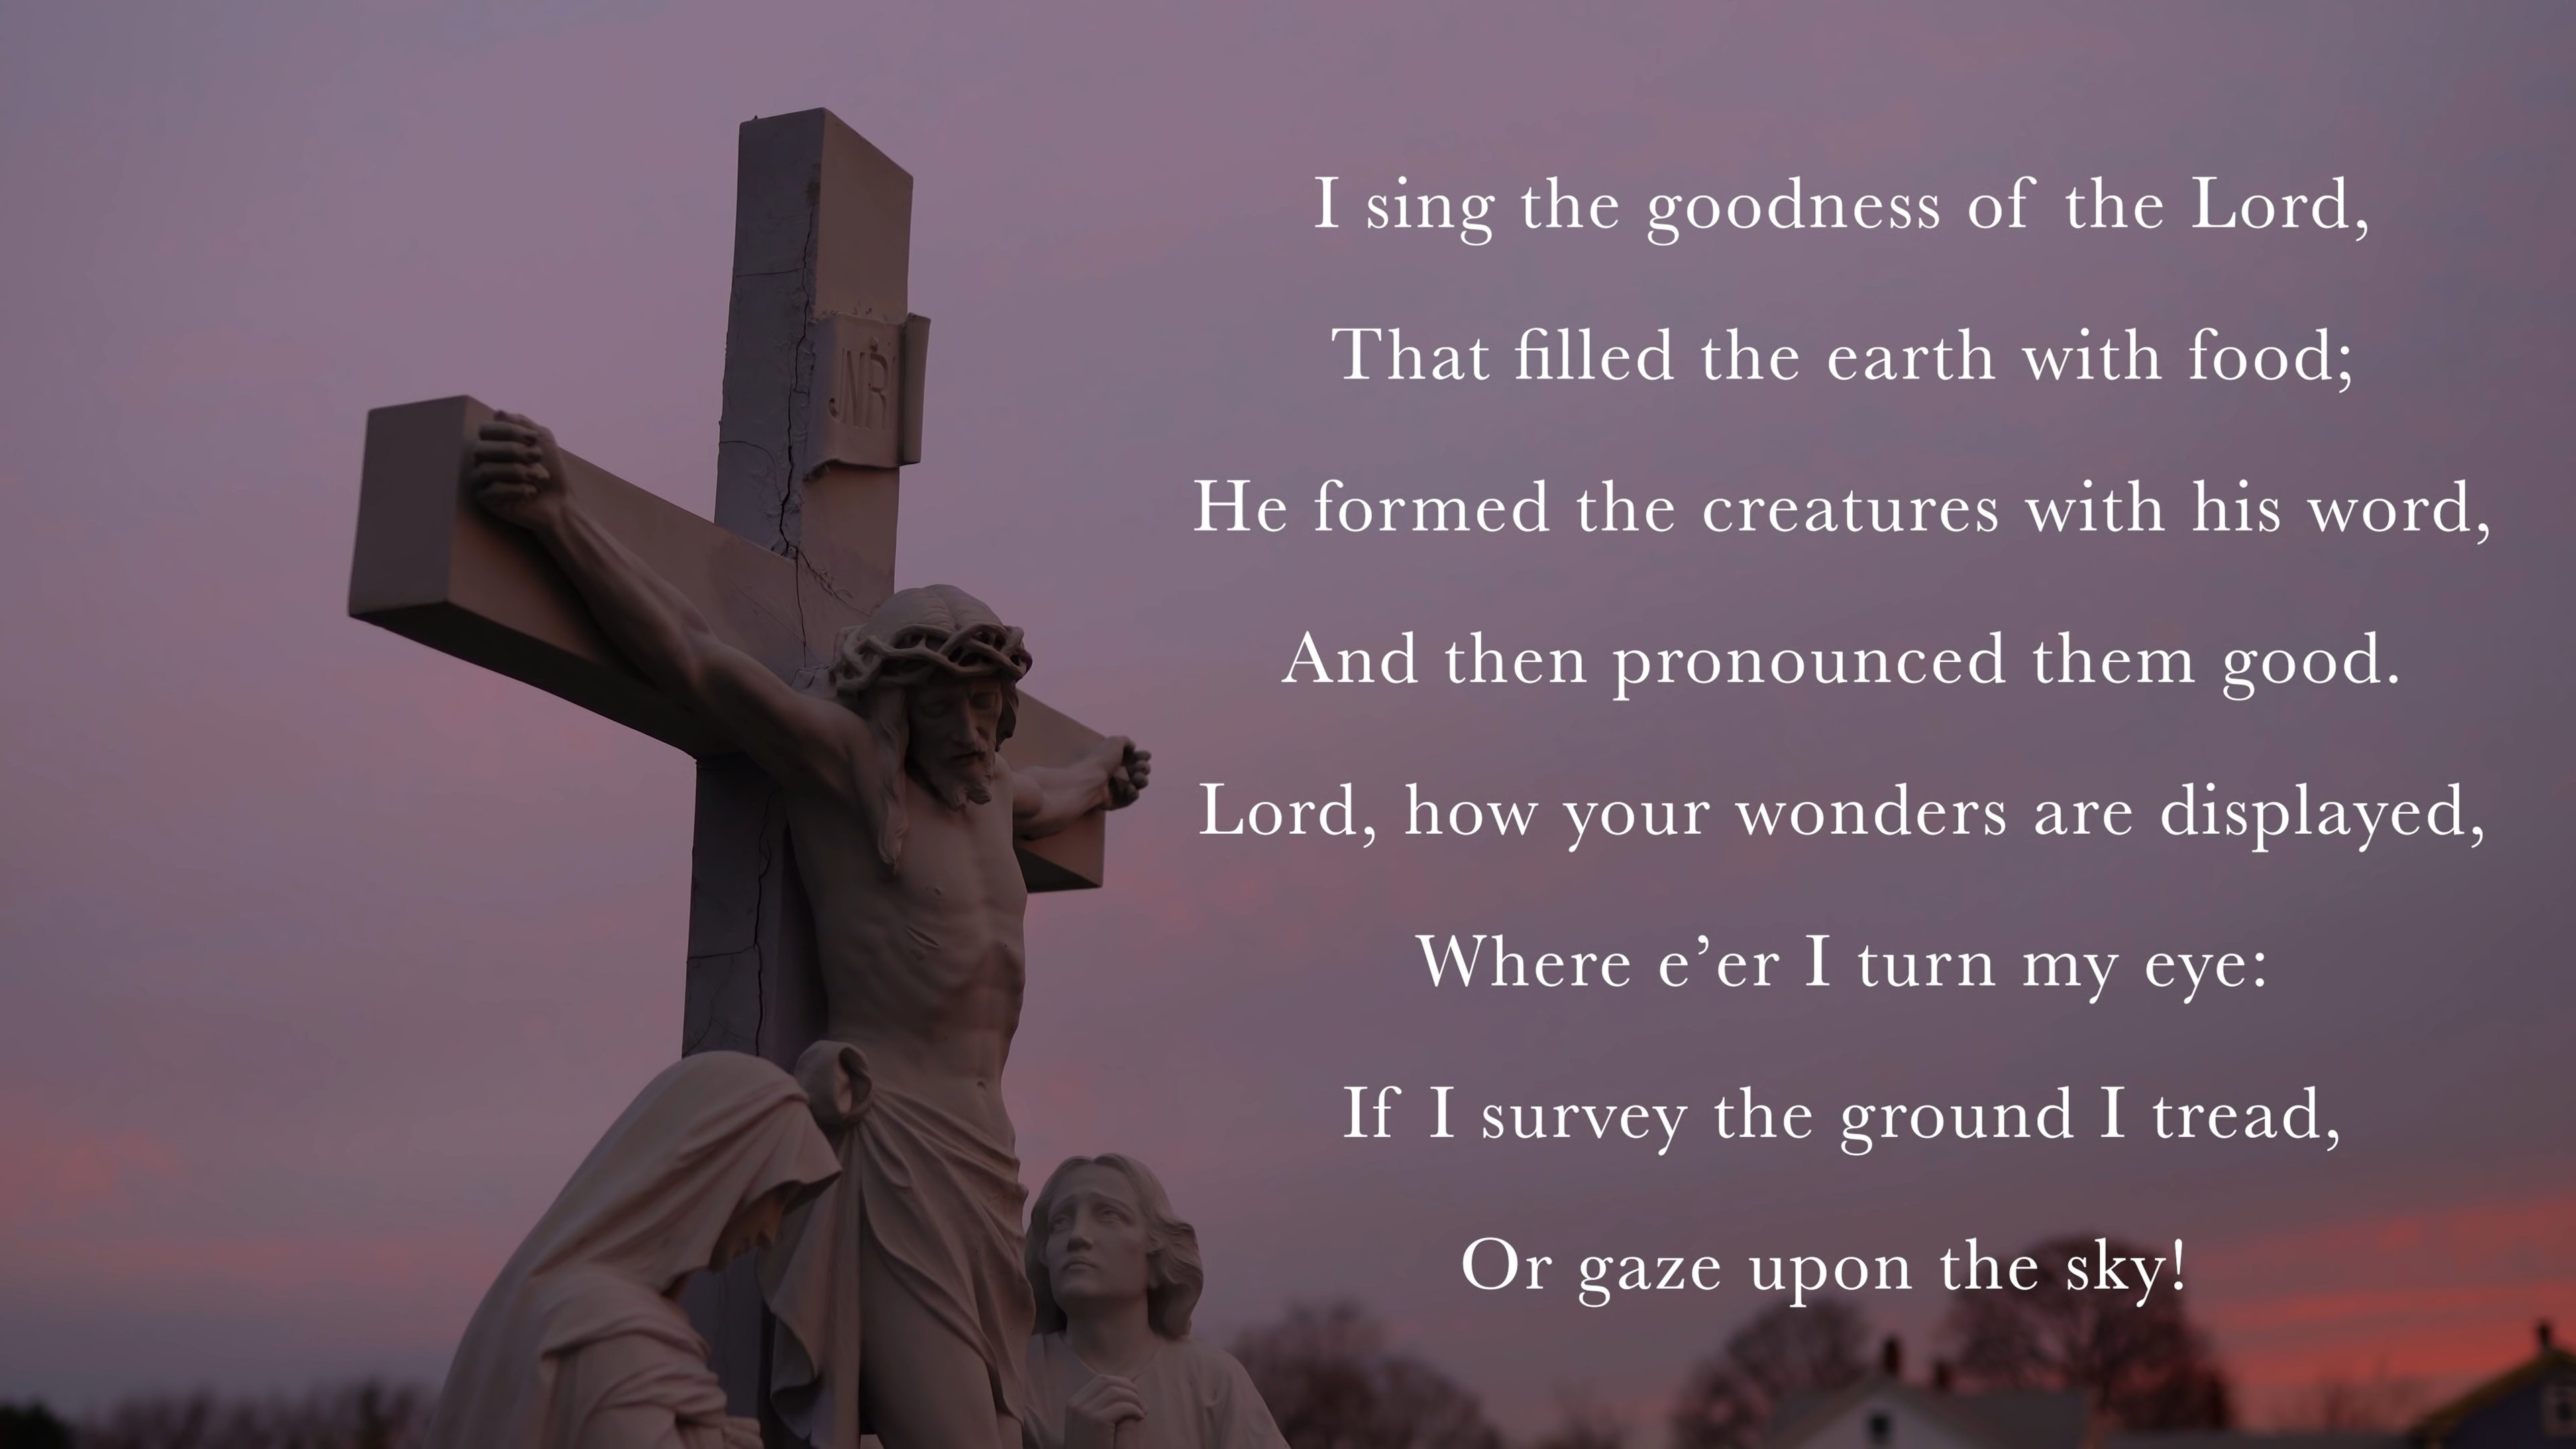 INRI
I sing the goodness of the Lord,
That filled the earth with food;
He formed the creatures with his word,
And then pronounced them good.
Lord, how your wonders are displayed,
Where e’er I turn my eye:
If I survey the ground I tread,
Or gaze upon the sky!